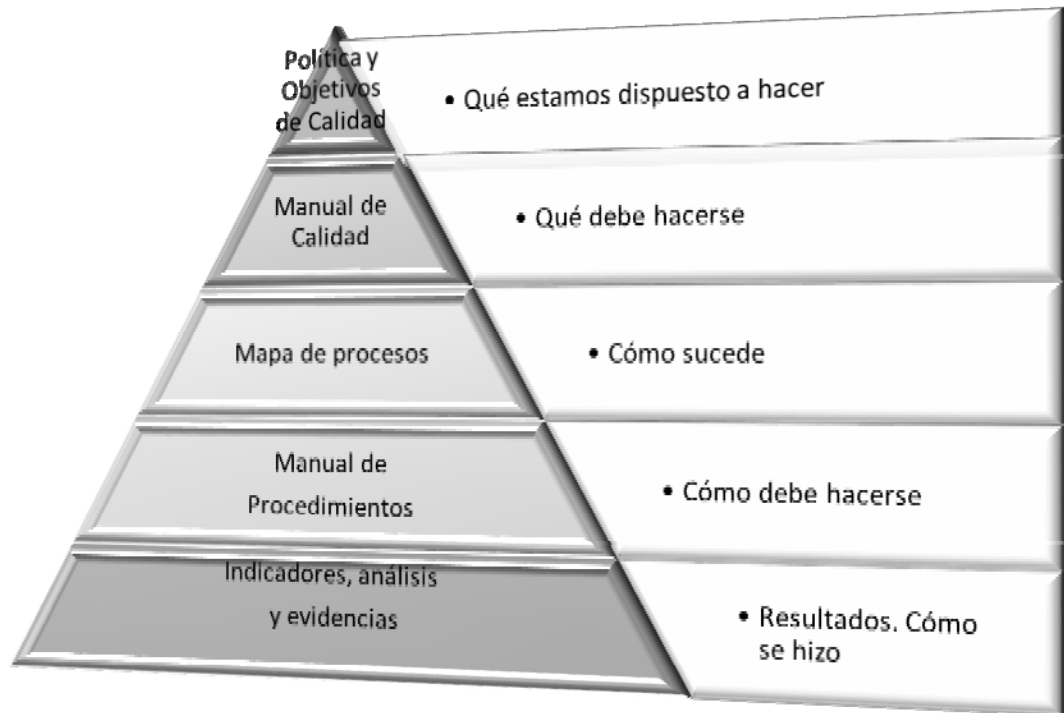 Política y
Objetivos
de Calidad
• Qué estamos dispuesto a hacer
Manual de
Calidad
• Qué debe hacerse
Mapa de procesos
• Cómo sucede
Manual de
Procedimientos
• Cómo debe hacerse
Indicadores, análisis
y evidencias
• Resultados. Cómo
se hizo